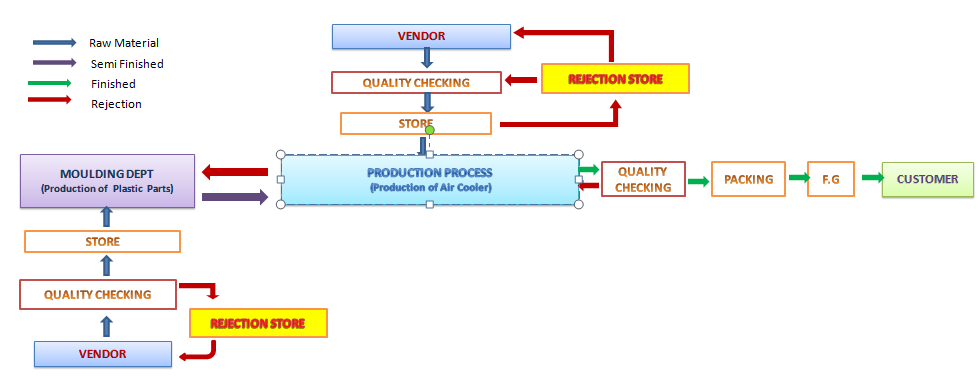 Raw Material
Semi Finished
Finished
Rejection
VENDOR
QUALITY CHECKING
REJECTION STORE
STORE
MOULDING DEPT
(Production of Plastic Parts)
PRODUCTION PROCESS
(Production of Air Cooler)
QUALITY
CHECKING
PACKING
F.G
CUSTOMER
STORE
QUALITY CHECKING
REJECTION STORE
VENDOR